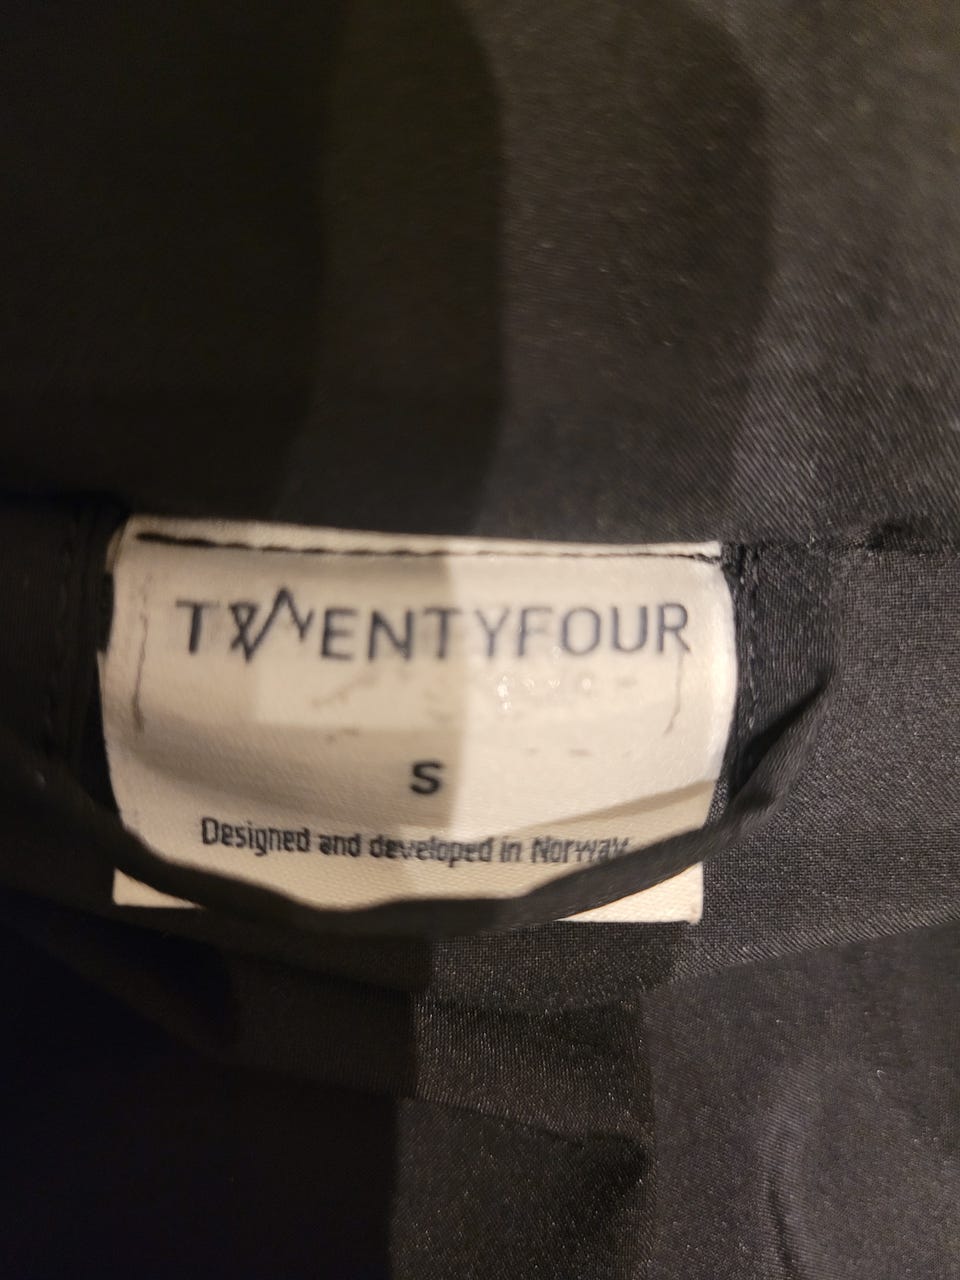 TWENTYFOUR
S
Designed and developed in Norway